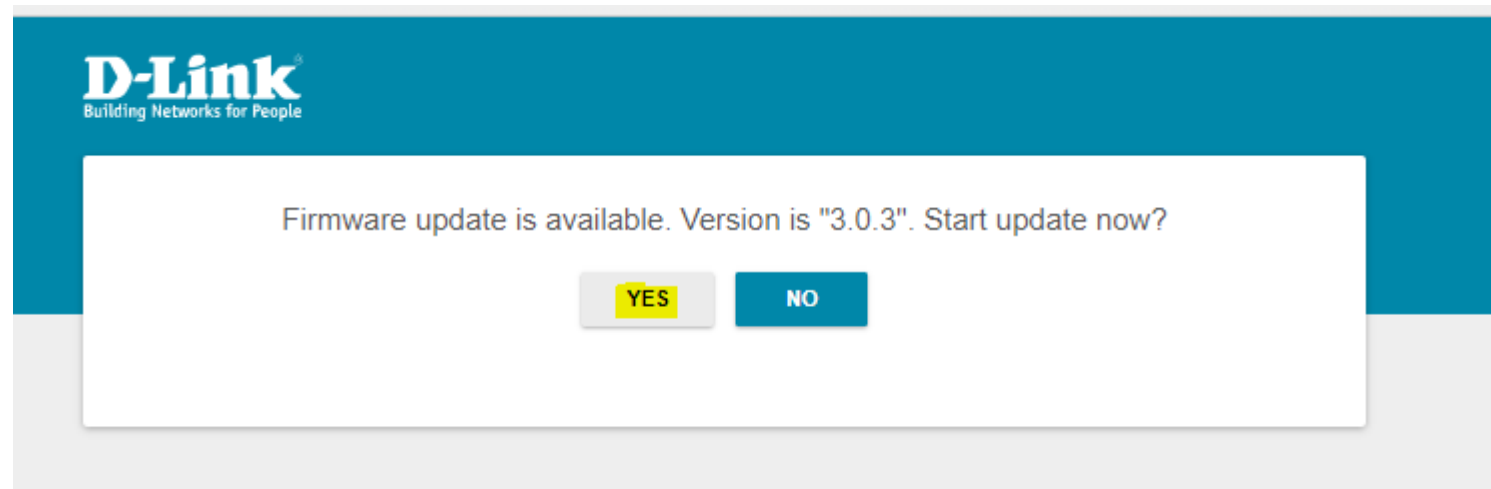 D-Link
Building Networks for People
Firmware update is available. Version is "3.0.3". Start update now?
YES NO